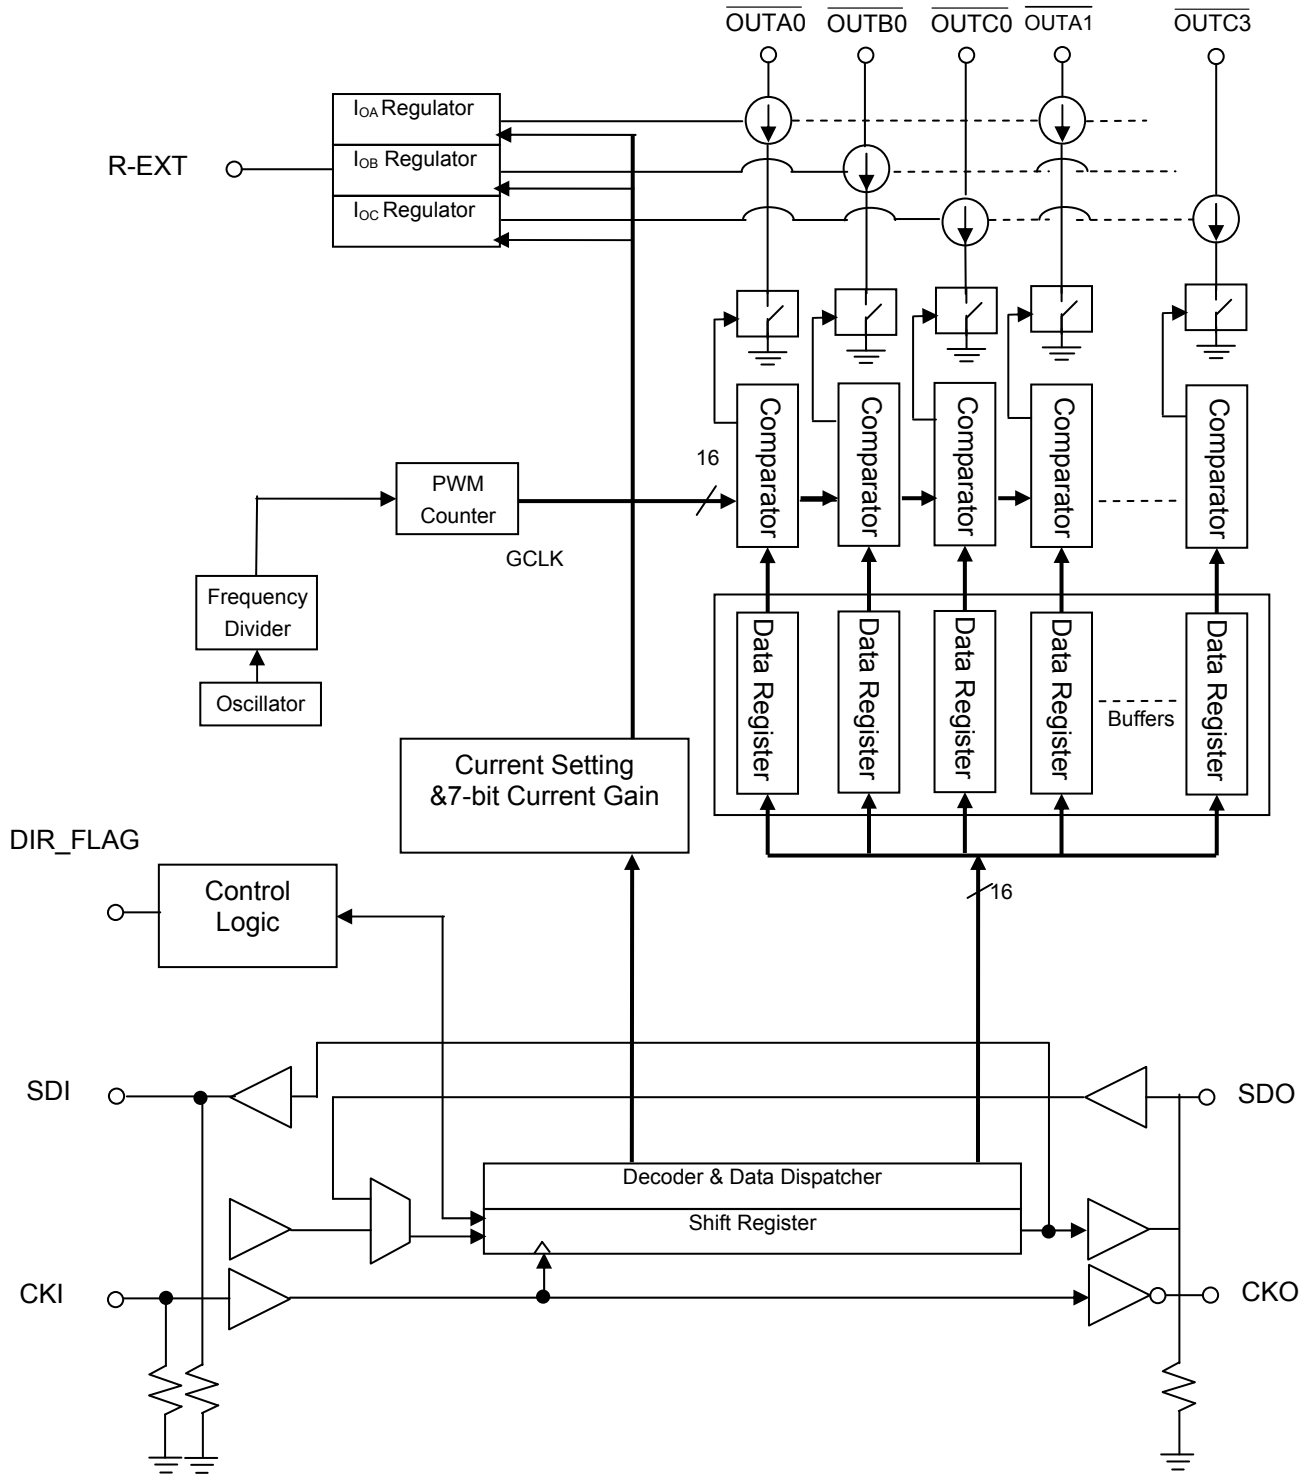 OUTA0 OUTB0 OUTC0 OUTA1 OUTC3
IOA Regulator
R-EXT
IOB Regulator
IOC Regulator
Comparator
Comparator
Comparator
Comparator
Comparator
16
PWM
Counter
GCLK
Frequency
Divider
Oscillator
Data Register
Data Register
Data Register
Data Register
Data Register
Buffers
Current Setting
&7-bit Current Gain
DIR_FLAG
Control
Logic
16
SDI
SDO
Decoder & Data Dispatcher
Shift Register
CKI
CKO